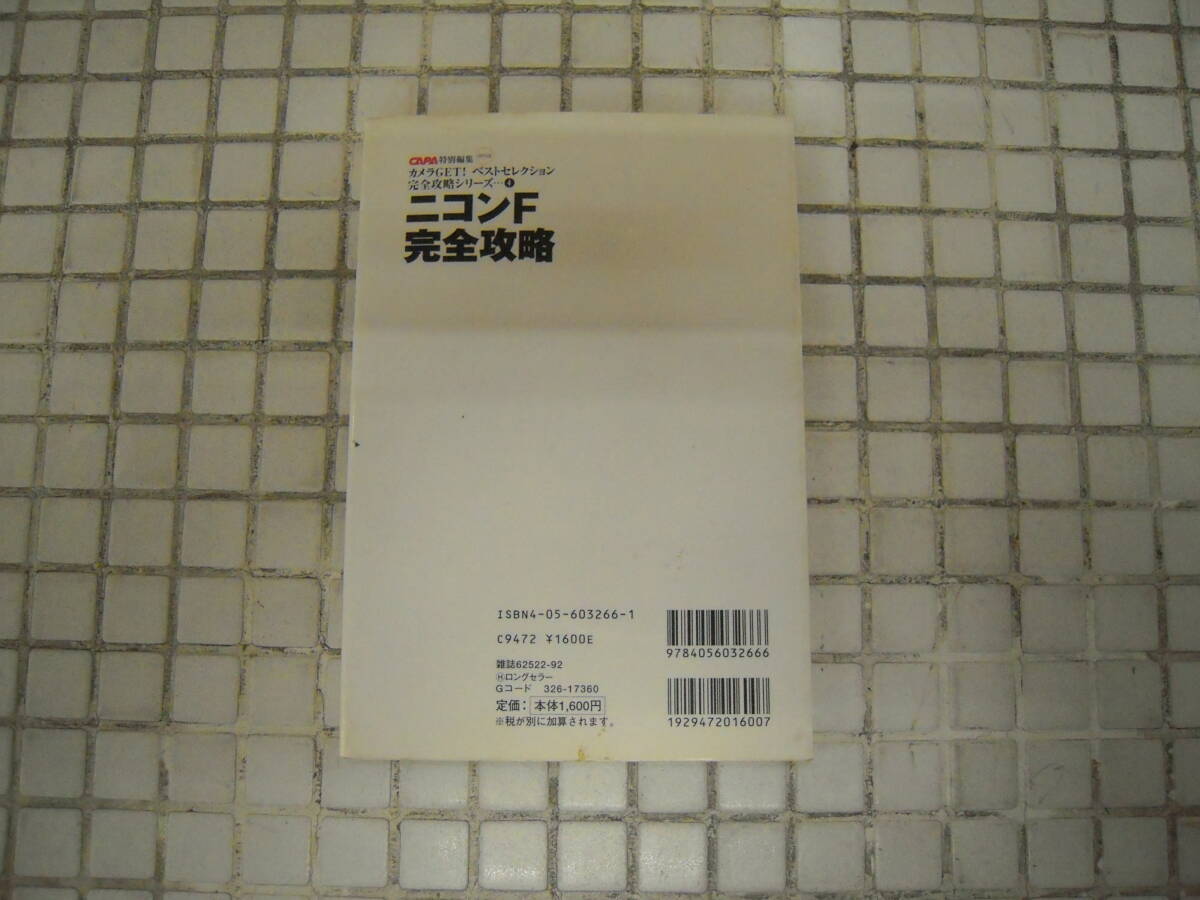 CAPA特別編集
カメラGET! ベストセレクション
完全攻略シリーズ…4
ニコンF
完全攻略
ISBN4-05-603266-1
C9472 ¥1600E
雑誌62522-92
Ⓗロングセラー
Gコード 326-17360
定価: 本体1,600円
※税が別に加算されます。
9784056032666
1929472016007